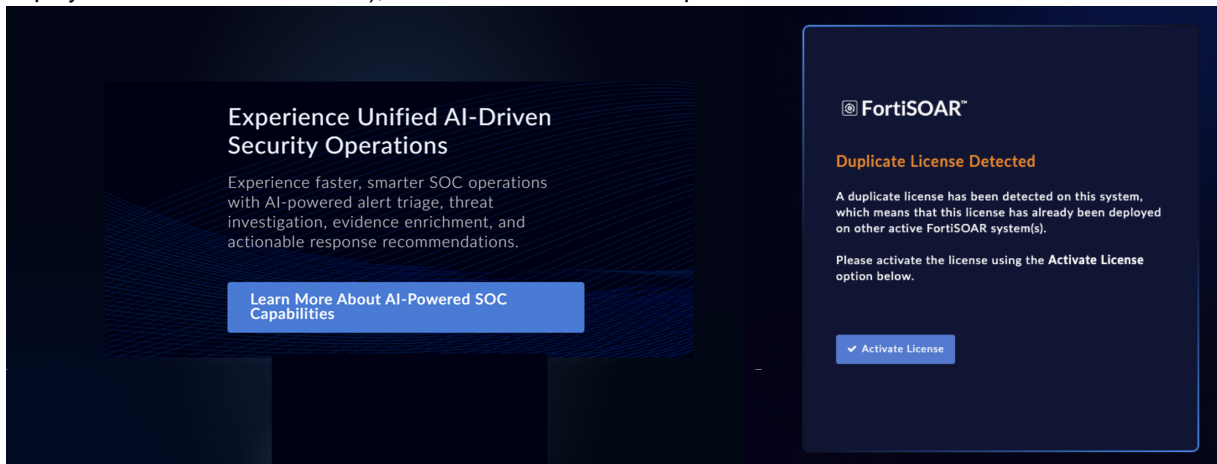 Experience Unified AI-Driven
Security Operations
Experience faster, smarter SOC operations
with AI-powered alert triage, threat
investigation, evidence enrichment, and
actionable response recommendations.
Learn More About AI-Powered SOC
Capabilities
FortiSOAR™
Duplicate License Detected
A duplicate license has been detected on this system,
which means that this license has already been deployed
on other active FortiSOAR system(s).
Please activate the license using the Activate License
option below.
✔ Activate License